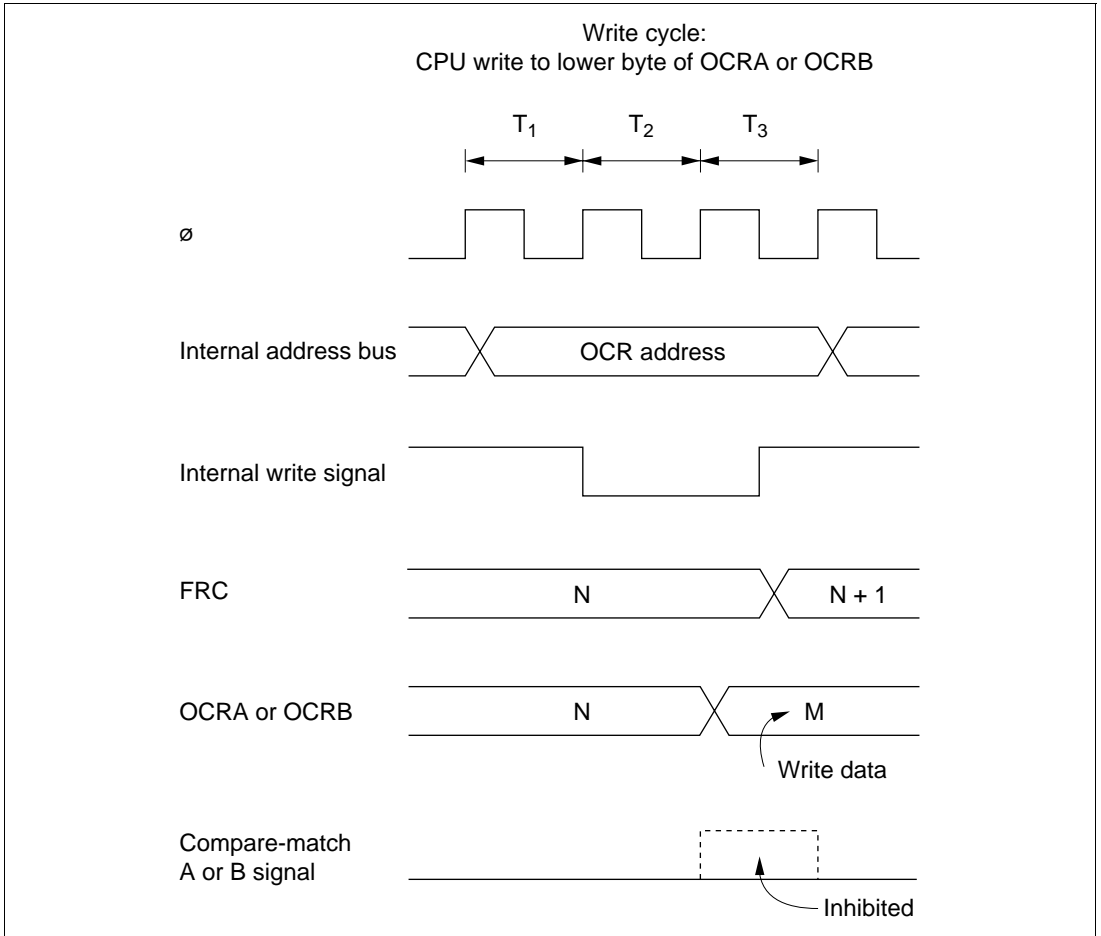 Write cycle:
CPU write to lower byte of OCRA or OCRB
T1 T2 T3
ø
Internal address bus OCR address
Internal write signal
FRC N N + 1
OCRA or OCRB N M
Write data
Compare-match
A or B signal
Inhibited